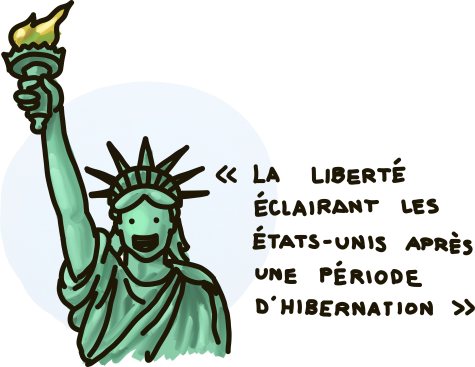 « La liberté
éclairant les
États-Unis après
une période
d'hibernation »